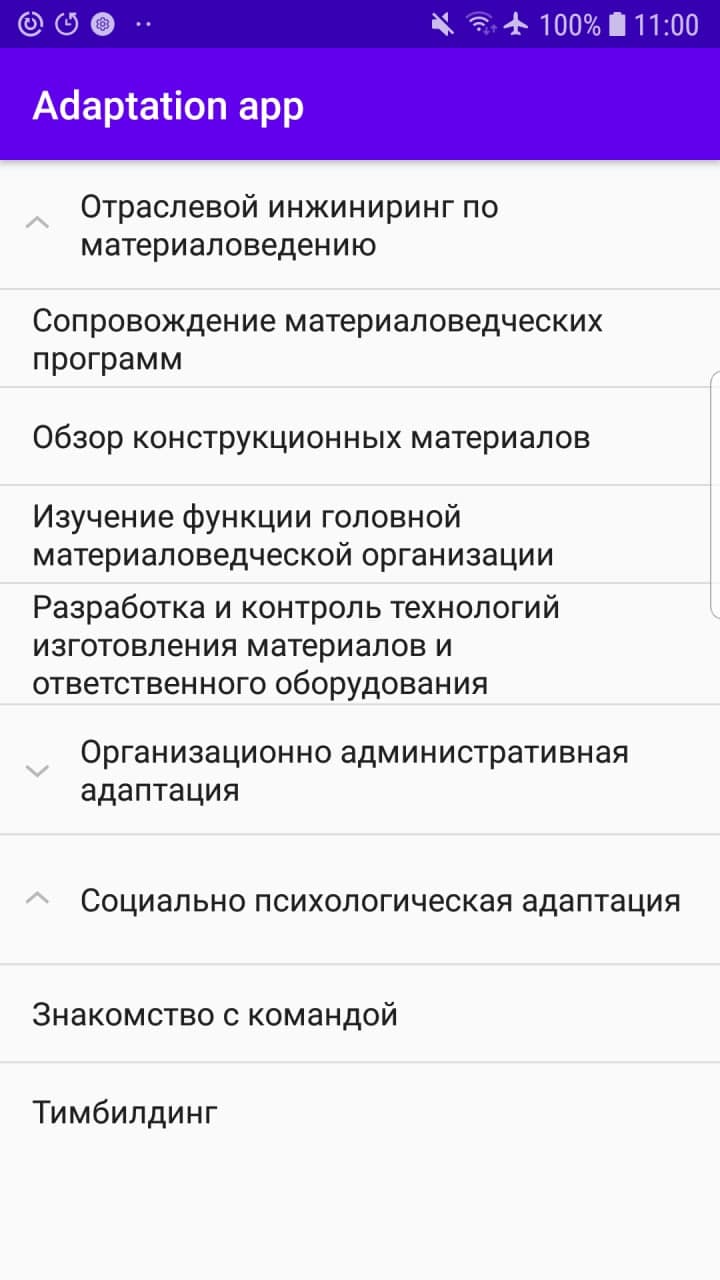 100% 11:00
Adaptation app
Отраслевой инжиниринг по
материаловедению
Сопровождение материаловедческих
программ
Обзор конструкционных материалов
Изучение функции головной
материаловедческой организации
Разработка и контроль технологий
изготовления материалов и
ответственного оборудования
Организационно административная
адаптация
Социально психологическая адаптация
Знакомство с командой
Тимбилдинг